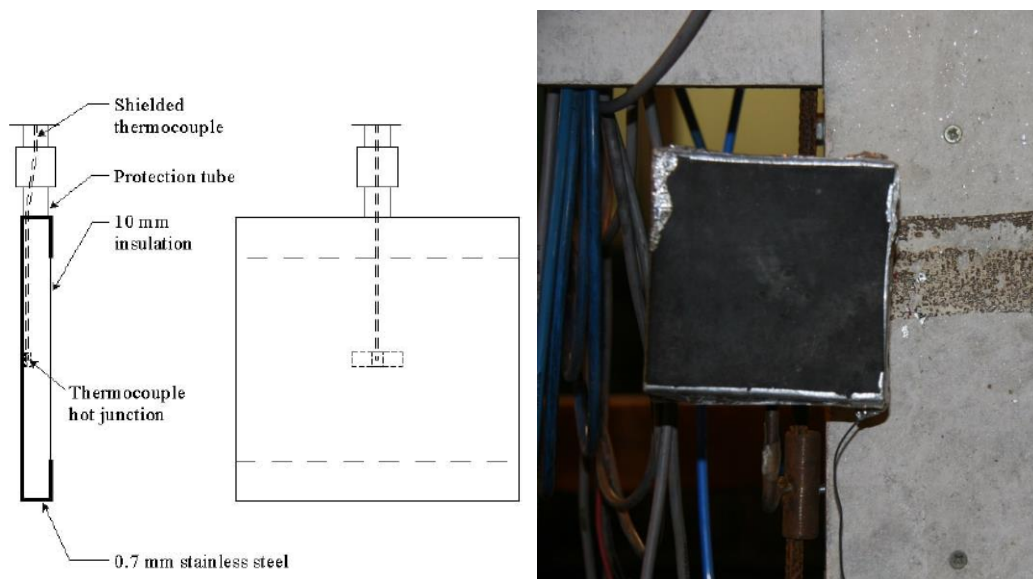 Shielded
thermocouple
Protection tube
10 mm
insulation
Thermocouple
hot junction
0.7 mm stainless steel